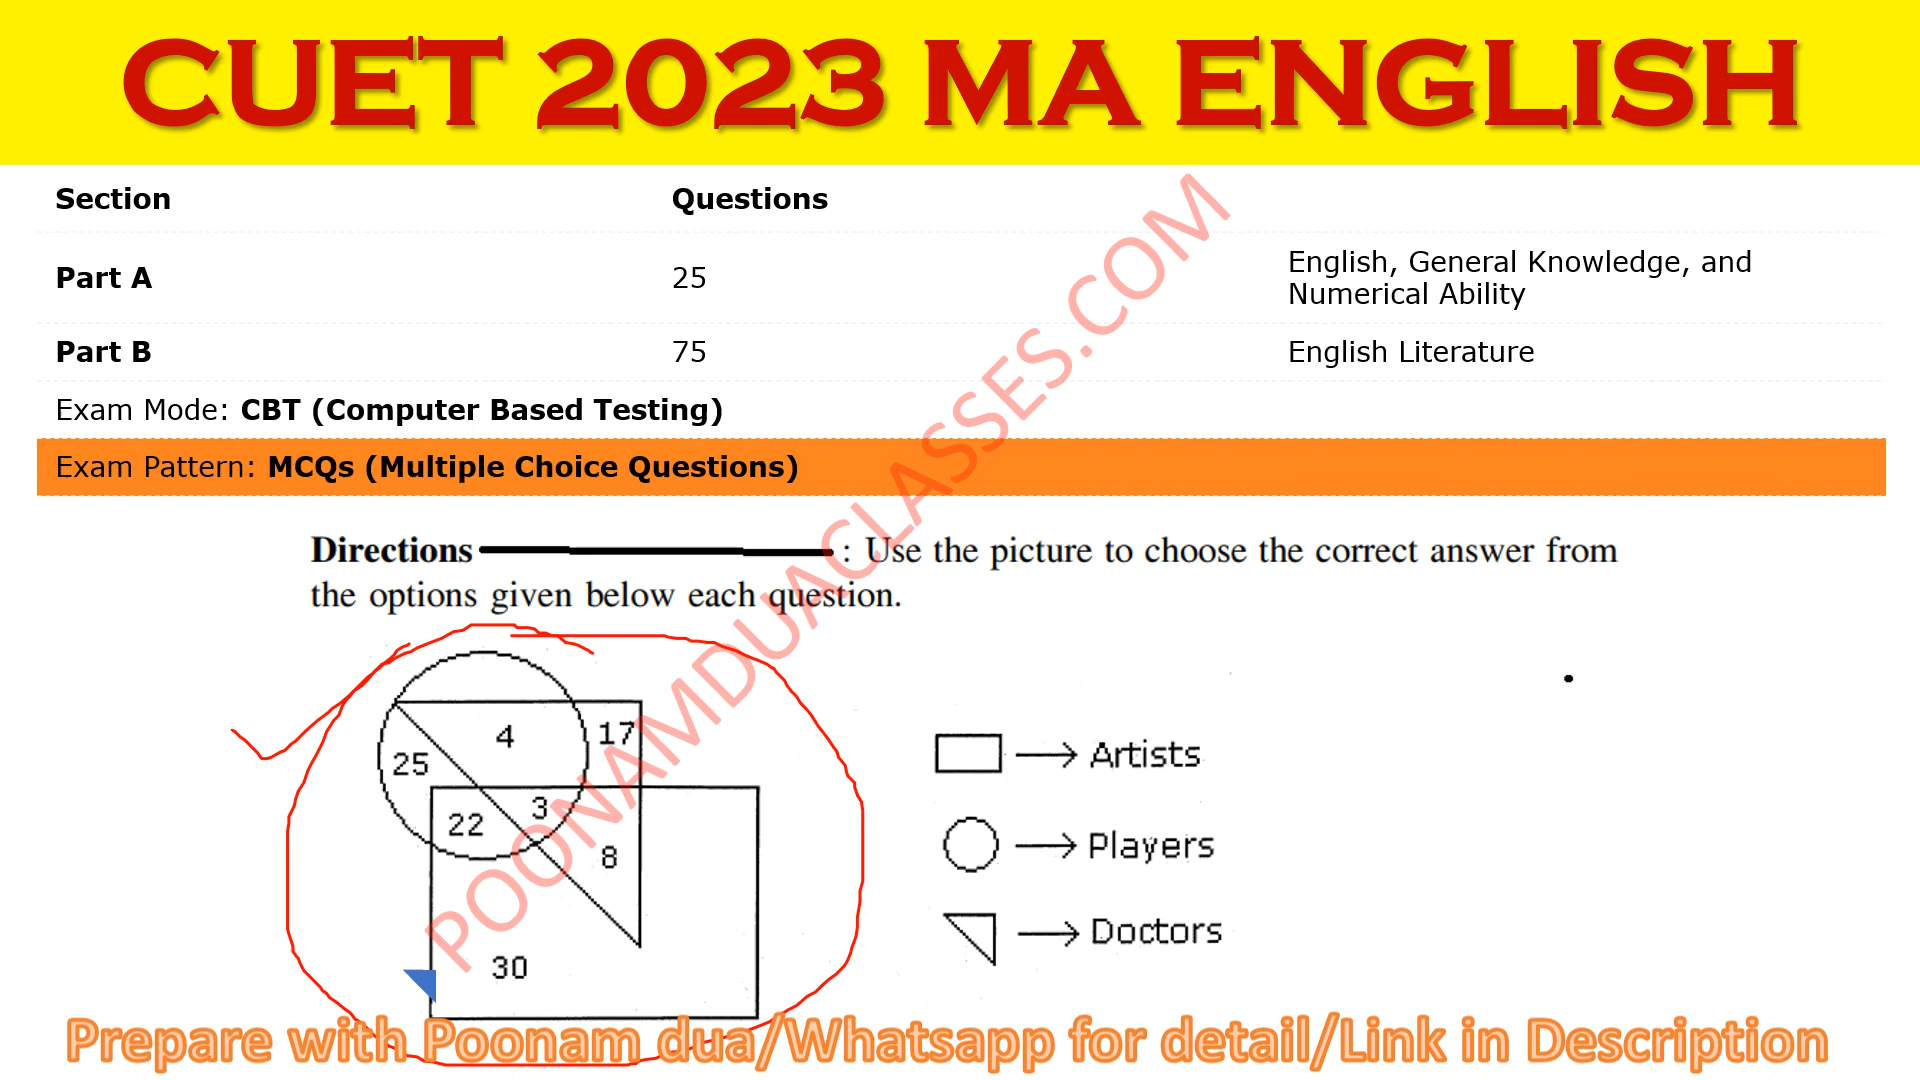 CUET 2023 MA ENGLISH
Section Questions
Part A 25 English, General Knowledge, and
Numerical Ability
Part B 75 English Literature
Exam Mode: CBT (Computer Based Testing)
Exam Pattern: MCQs (Multiple Choice Questions)
Directions : Use the picture to choose the correct answer from
the options given below each question.
4 17
25
22 3
8
30
Artists
Players
Doctors
POONAMDUACLASSES.COM
Prepare with Poonam dua/Whatsapp for detail/Link in Description